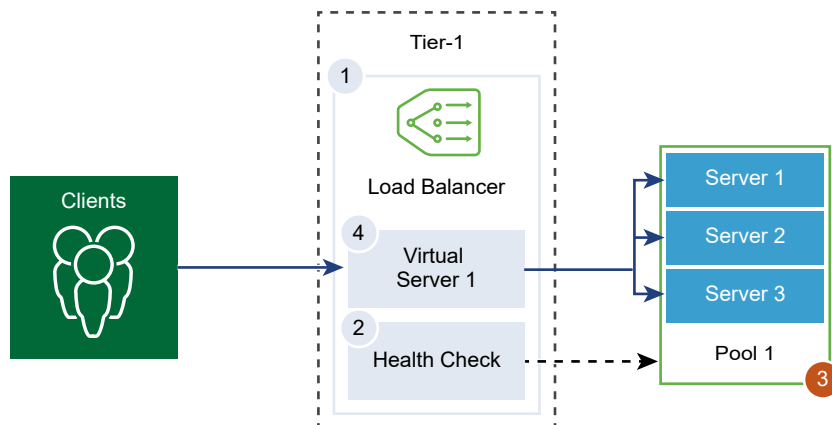 Tier-1
1
Load Balancer
Clients
4
Virtual
Server 1
2
Health Check
Server 1
Server 2
Server 3
Pool 1
3